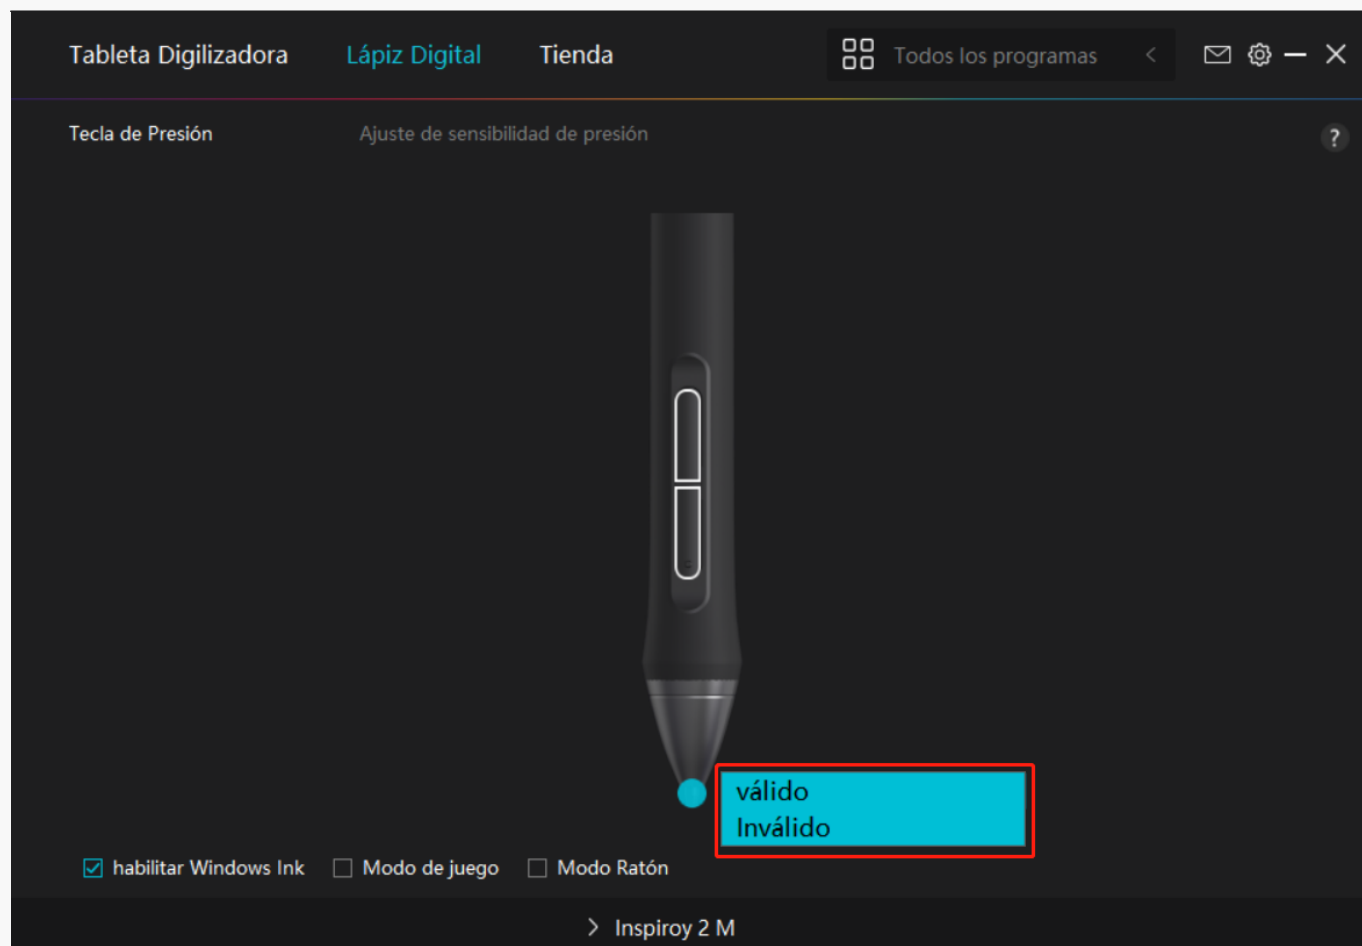 Tableta Digilizadora
Lápiz Digital
Tienda
Todos los programas
Tecla de Presión
Ajuste de sensibilidad de presión
?
válido
Inválido
habilitar Windows Ink
Modo de juego
Modo Ratón
Inspiroy 2 M